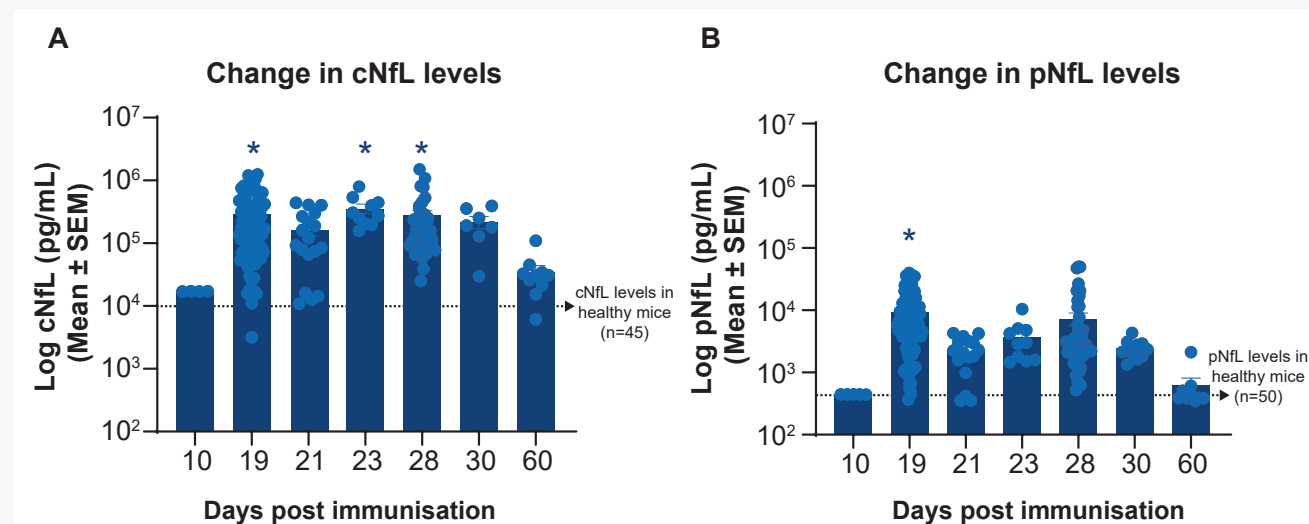 A
Change in cNfL levels
Log cNfL (pg/mL)
(Mean ± SEM)
10⁷
10⁶
10⁵
10⁴
10³
10²
* * *
cNfL levels in
healthy mice
(n=45)
10 19 21 23 28 30 60
Days post immunisation
B
Change in pNfL levels
Log pNfL (pg/mL)
(Mean ± SEM)
10⁷
10⁶
10⁵
10⁴
10³
10²
*
pNfL levels in
healthy mice
(n=50)
10 19 21 23 28 30 60
Days post immunisation